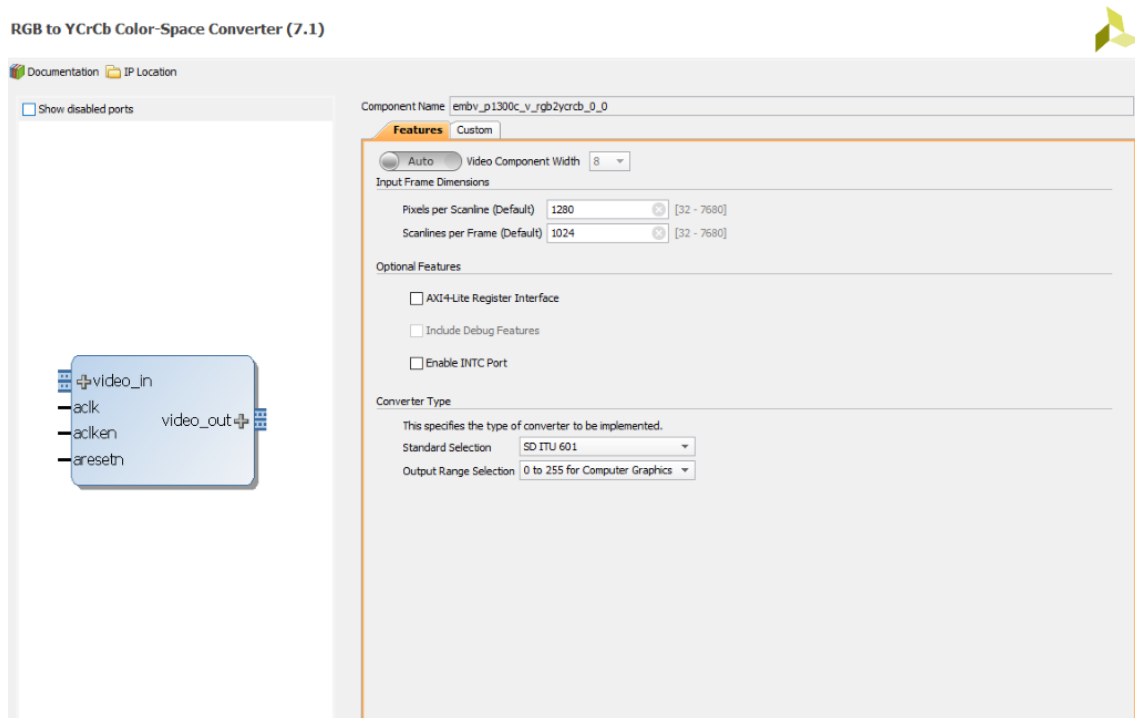 RGB to YCrCb Color-Space Converter (7.1)
Documentation IP Location
Show disabled ports
Component Name embv_p1300c_v_rgb2ycrcb_0_0
Features Custom
Auto Video Component Width 8
Input Frame Dimensions
Pixels per Scanline (Default) 1280 [32 - 7680]
Scanlines per Frame (Default) 1024 [32 - 7680]
Optional Features
AXI4-Lite Register Interface
Include Debug Features
Enable INTC Port
video_in
aclk
video_out
aclken
aresetn
Converter Type
This specifies the type of converter to be implemented.
Standard Selection SD ITU 601
Output Range Selection 0 to 255 for Computer Graphics